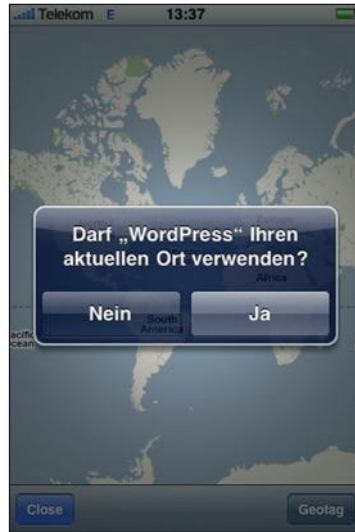 Telekom E 13:37
Darf „WordPress“ Ihren
aktuellen Ort verwenden?
Africa
Nein Ja
South
America
Close Geotag